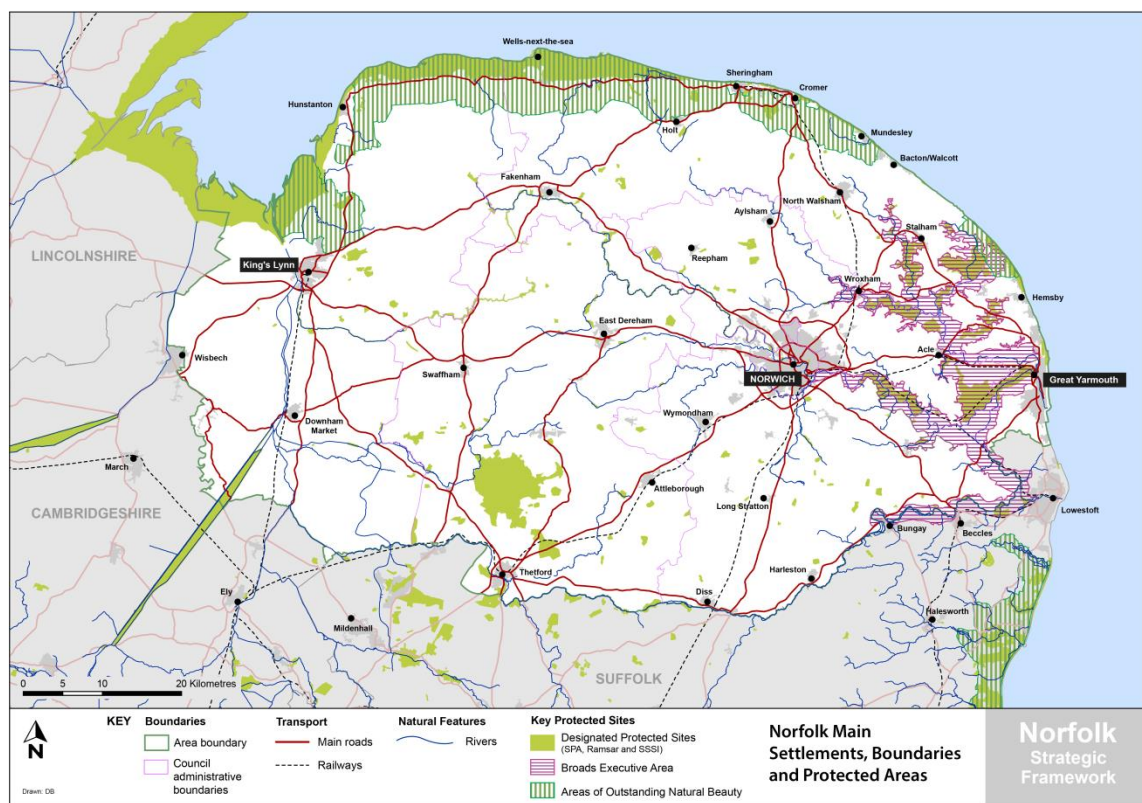 Wells-next-the-sea
Sheringham
Cromer
Hunstanton
Holt
Mundesley
Bacton/Walcott
Fakenham
North Walsham
Aylsham
Stalham
LINCOLNSHIRE
Reepham
King's Lynn
Wroxham
Hemsby
East Dereham
Acle
Wisbech
Swaffham
NORWICH
Great Yarmouth
Wymondham
Downham
Market
March
Attleborough
Long Stratton
Lowestoft
CAMBRIDGESHIRE
Bungay
Beccles
Thetford
Harleston
Ely
Diss
Mildenhall
Halesworth
SUFFOLK
0 5 10 20 Kilometres
N
Drawn: DB
KEY
Boundaries
Area boundary
Council
administrative
boundaries
Transport
Main roads
Railways
Natural Features
Rivers
Key Protected Sites
Designated Protected Sites
(SPA, Ramsar and SSSI)
Broads Executive Area
Areas of Outstanding Natural Beauty
Norfolk Main
Settlements, Boundaries
and Protected Areas
Norfolk
Strategic
Framework